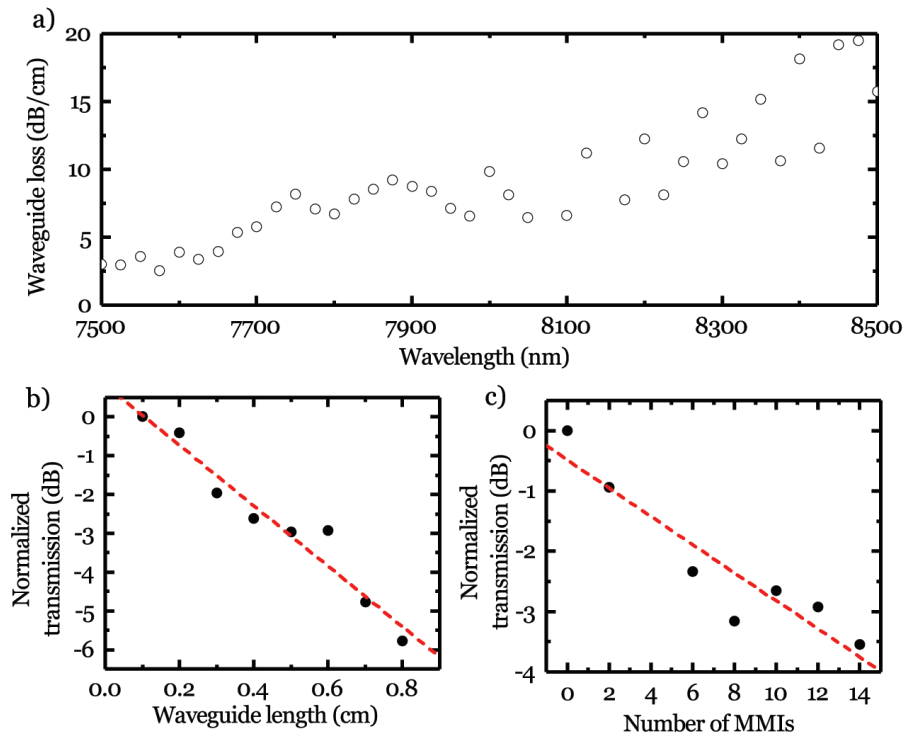 a)
20
15
10
5
0
Waveguide loss (dB/cm)
7500 7700 7900 8100 8300 8500
Wavelength (nm)
b)
0
-1
-2
-3
-4
-5
-6
Normalized
transmission (dB)
0.0 0.2 0.4 0.6 0.8
Waveguide length (cm)
c)
0
-1
-2
-3
-4
Normalized
transmission (dB)
0 2 4 6 8 10 12 14
Number of MMIs